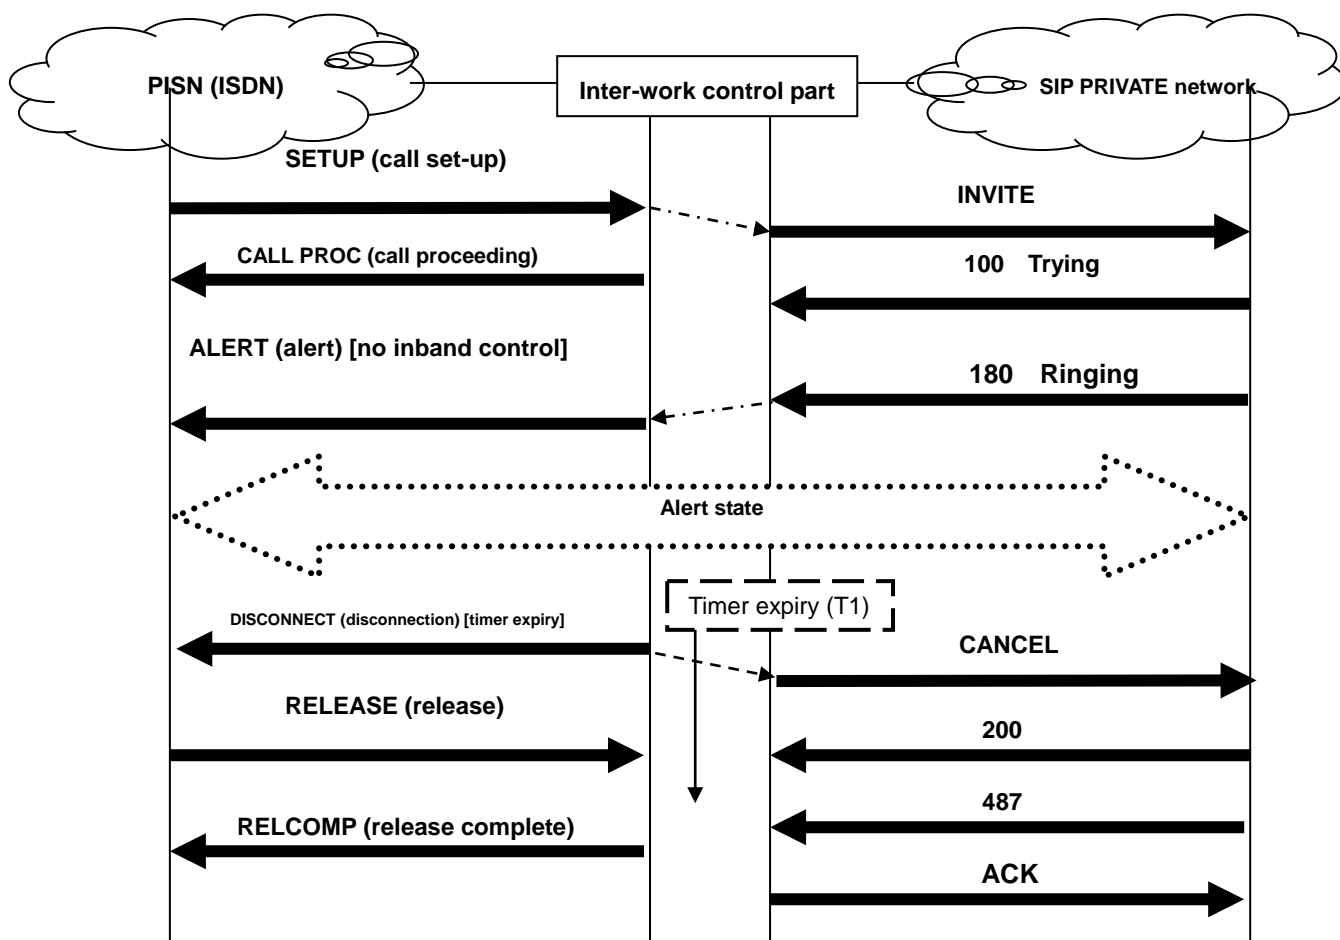 PISN (ISDN)
Inter-work control part
SIP PRIVATE network
SETUP (call set-up)
INVITE
CALL PROC (call proceeding)
100 Trying
ALERT (alert) [no inband control]
180 Ringing
Alert state
Timer expiry (T1)
DISCONNECT (disconnection) [timer expiry]
CANCEL
RELEASE (release)
200
487
RELCOMP (release complete)
ACK